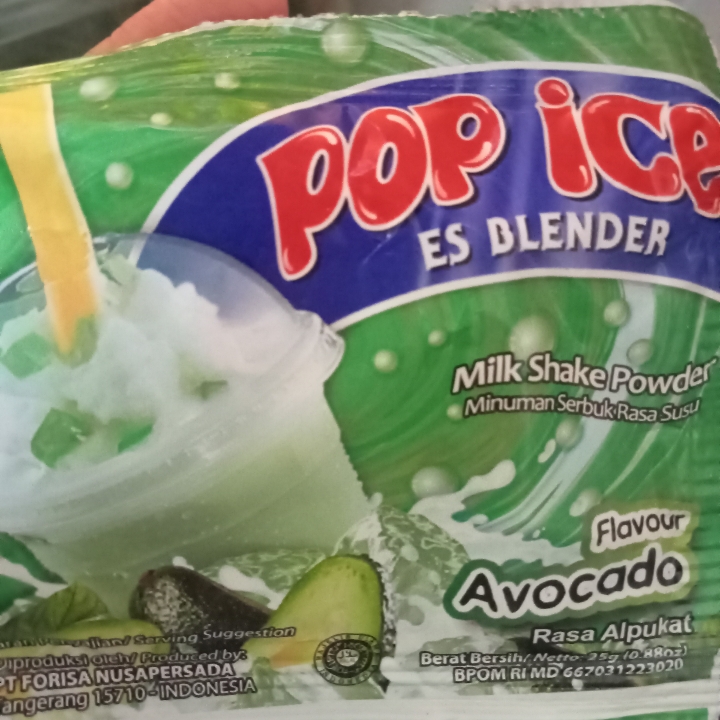 POP ice
ES BLENDER
Milk Shake Powder
Minuman Serbuk Rasa Susu
Flavour
Avocado
Rasa Alpukat
Berat Bersih/ Netto: 25g (0.88oz)
BPOM RI MD 667031223020
Serving Suggestion
Diproduksi oleh/ Produced by:
PT FORISA NUSAPERSADA
Tangerang 15710 - INDONESIA